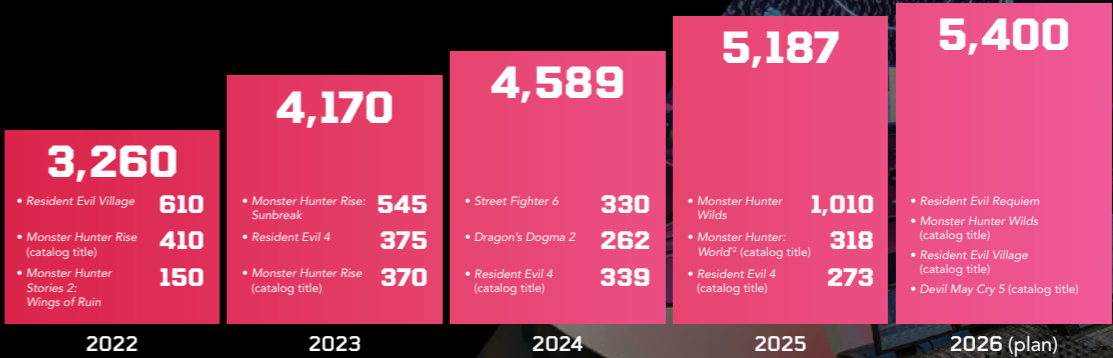 3,260
• Resident Evil Village 610
• Monster Hunter Rise 410
(catalog title)
• Monster Hunter 150
Stories 2:
Wings of Ruin
2022
4,170
• Monster Hunter Rise: 545
Sunbreak
• Resident Evil 4 375
• Monster Hunter Rise 370
(catalog title)
2023
4,589
• Street Fighter 6 330
• Dragon's Dogma 2 262
• Resident Evil 4 339
(catalog title)
2024
5,187
• Monster Hunter 1,010
Wilds
• Monster Hunter: 318
World*2 (catalog title)
• Resident Evil 4 273
(catalog title)
2025
5,400
• Resident Evil Requiem
• Monster Hunter Wilds
(catalog title)
• Resident Evil Village
(catalog title)
• Devil May Cry 5 (catalog title)
2026 (plan)